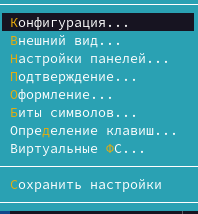 Конфигурация...
Внешний вид...
Настройки панелей...
Подтверждение...
Оформление...
Биты символов...
Определение клавиш...
Виртуальные ФС...
Сохранить настройки